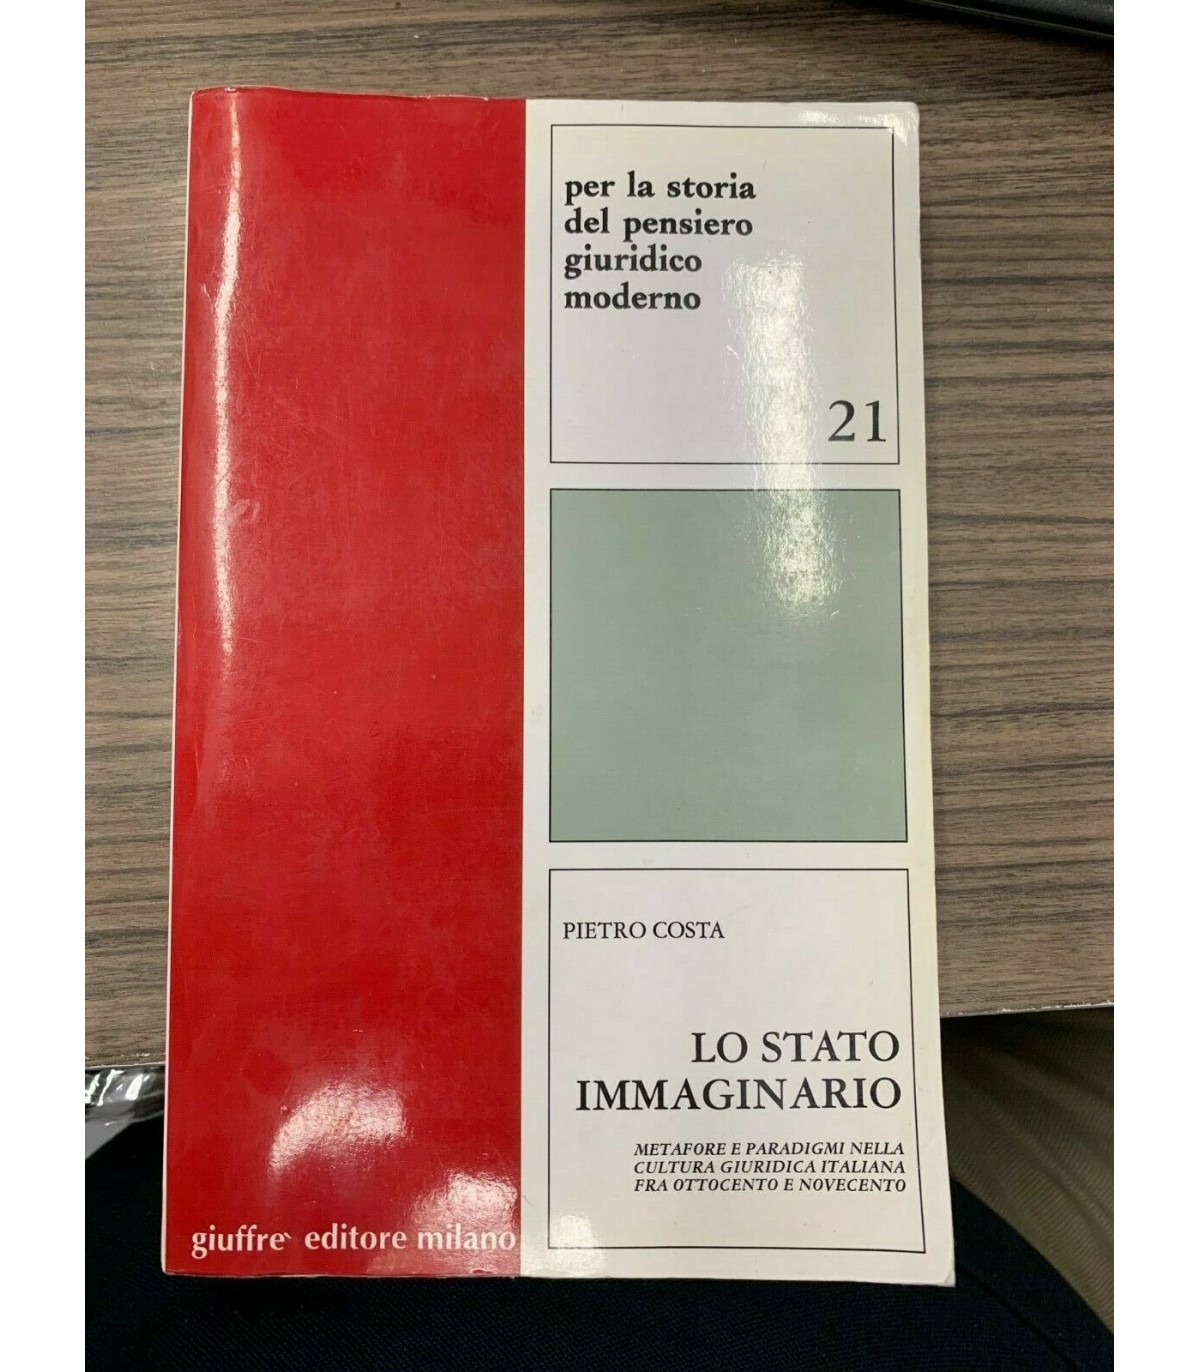 per la storia
del pensiero
giuridico
moderno
21
PIETRO COSTA
LO STATO
IMMAGINARIO
METAFORE E PARADIGMI NELLA
CULTURA GIURIDICA ITALIANA
FRA OTTOCENTO E NOVECENTO
giuffre` editore milano